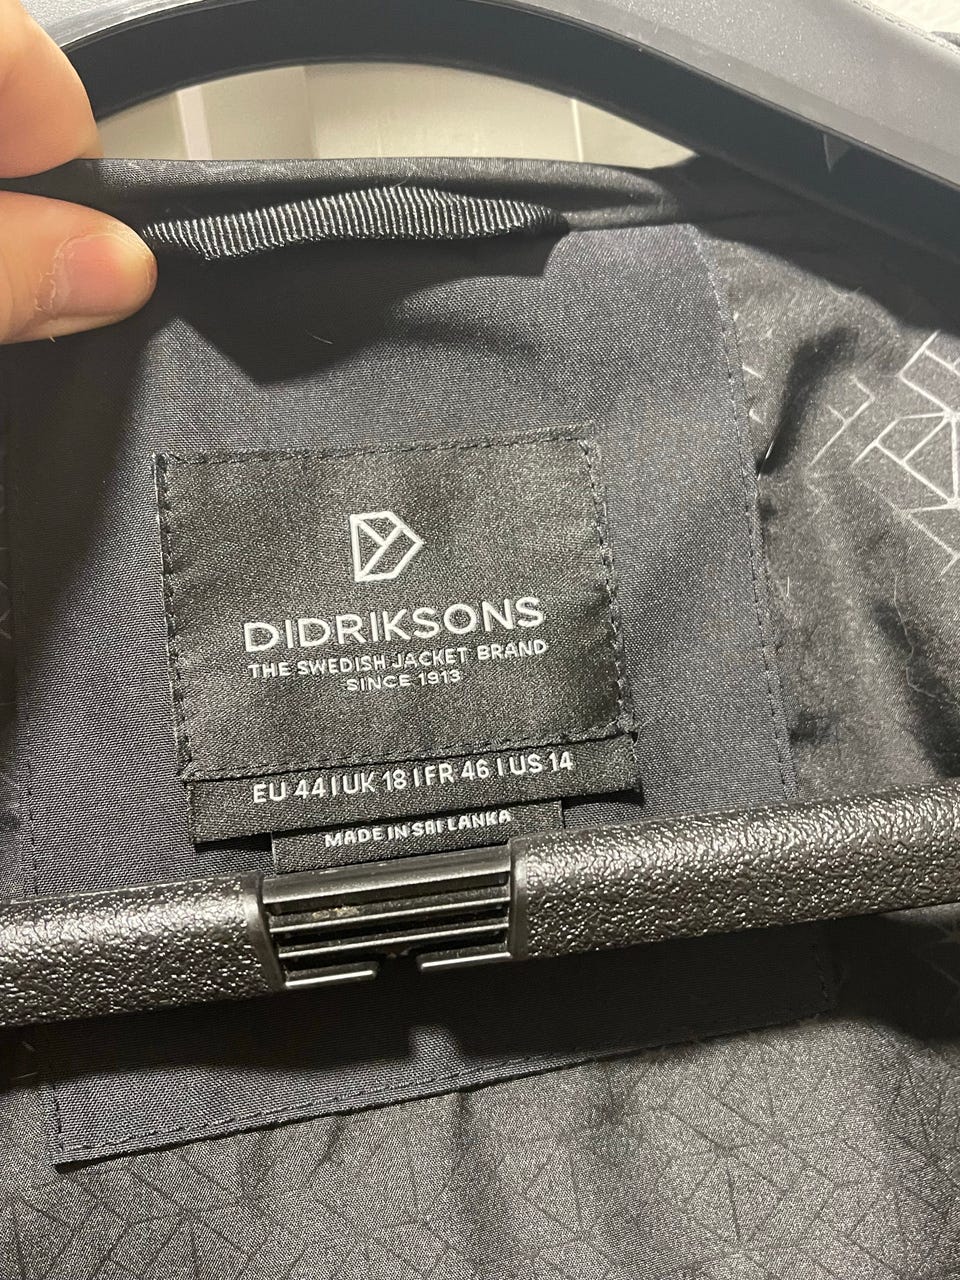 DIDRIKSONS
THE SWEDISH JACKET BRAND
SINCE 1913
EU 44 | UK 18 | FR 46 | US 14
MADE IN SRI LANKA